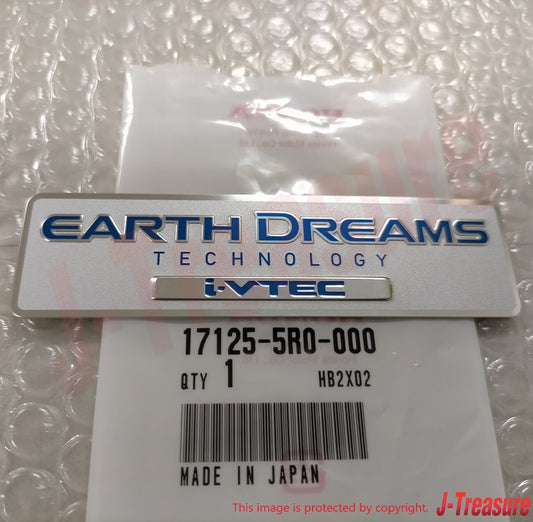 EARTH DREAMS
TECHNOLOGY
i-VTEC
17125-5R0-000
QTY 1 HB2X02
MADE IN JAPAN
This image is protected by copyright. J-Treasure